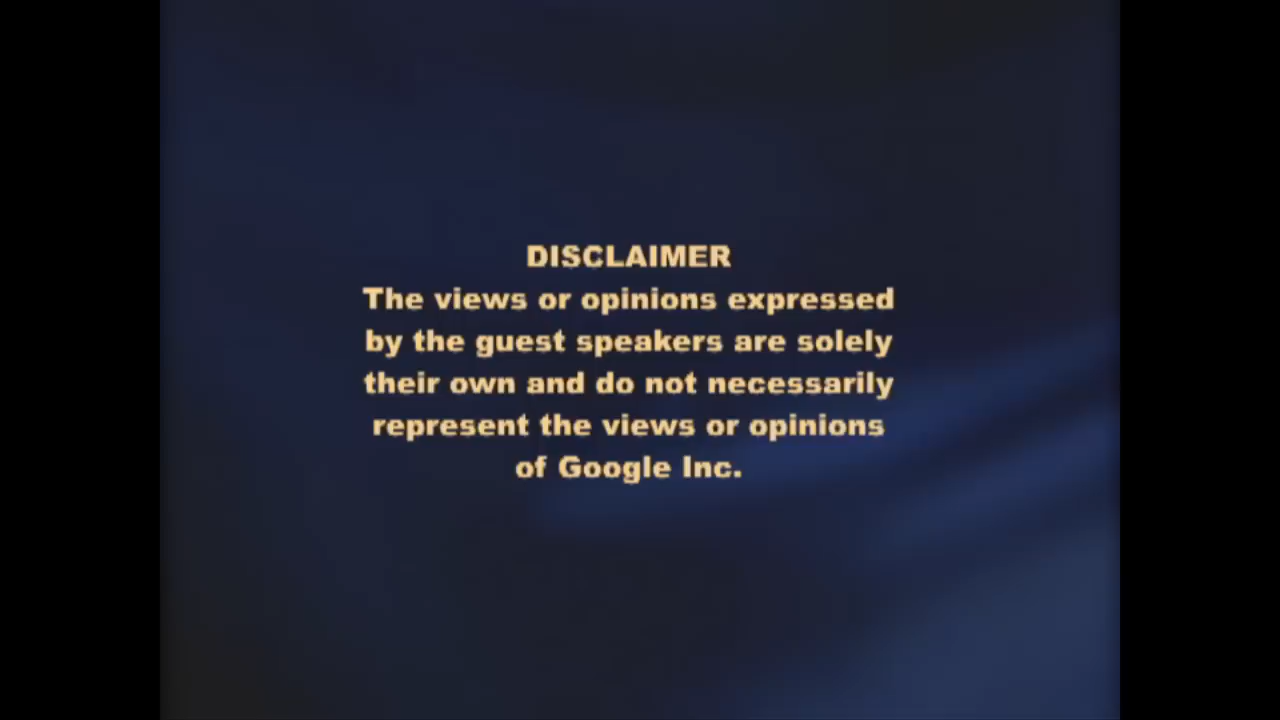 DISCLAIMER
The views or opinions expressed
by the guest speakers are solely
their own and do not necessarily
represent the views or opinions
of Google Inc.